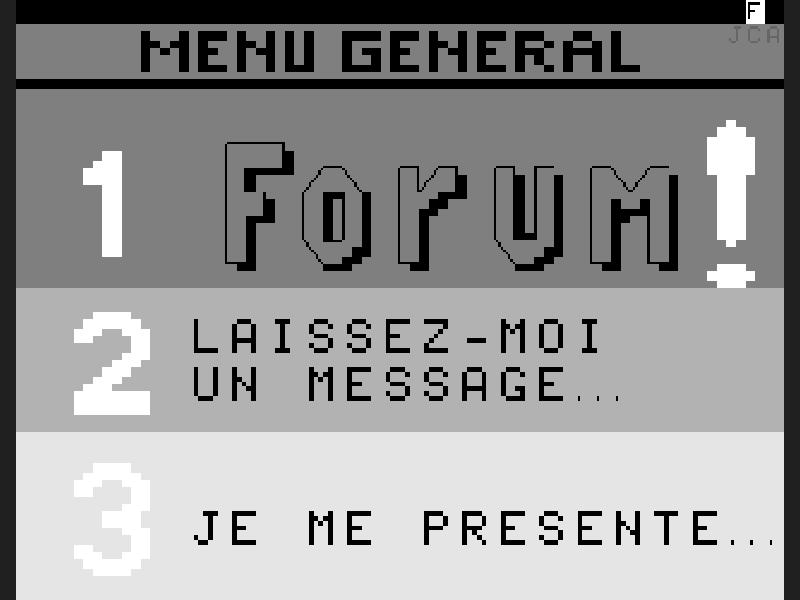 F
JCA
MENU GENERAL
1 Forum!
2 LAISSEZ-MOI
UN MESSAGE...
3 JE ME PRESENTE...